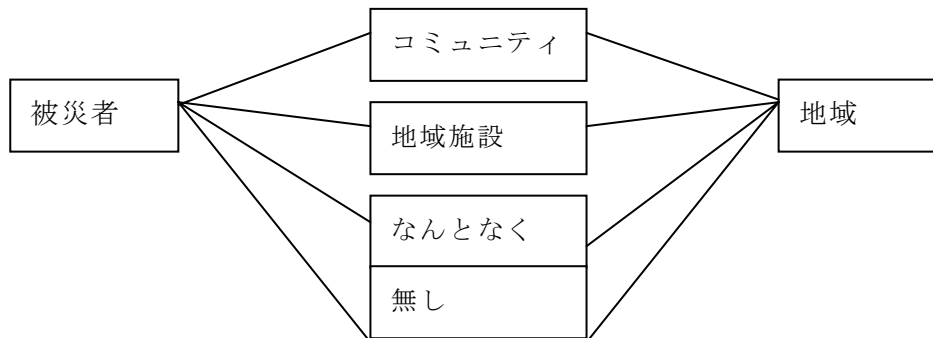 コミュニティ
被災者
地域
地域施設
なんとなく
無し